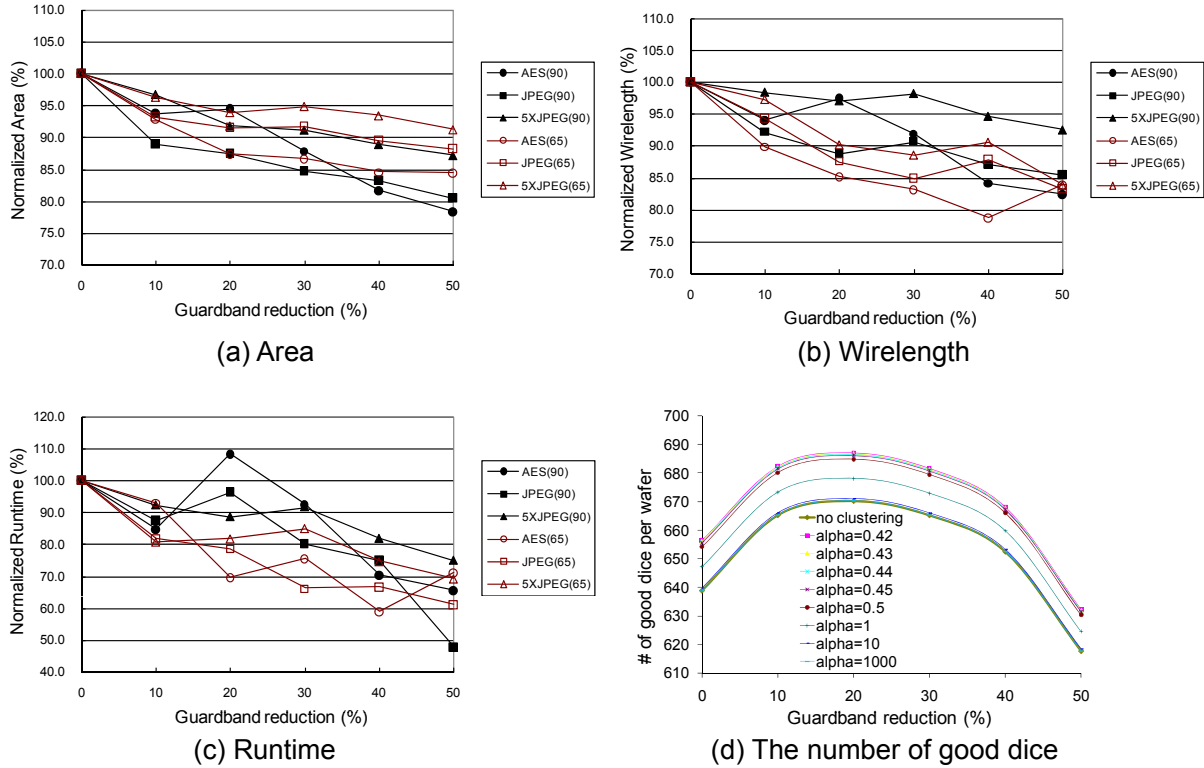 110.0
105.0
100.0
95.0
90.0
85.0
80.0
75.0
70.0
Normalized Area (%)
0 10 20 30 40 50
Guardband reduction (%)
AES(90)
JPEG(90)
5XJPEG(90)
AES(65)
JPEG(65)
5XJPEG(65)
(a) Area
110.0
105.0
100.0
95.0
90.0
85.0
80.0
75.0
70.0
Normalized Wirelength (%)
0 10 20 30 40 50
Guardband reduction (%)
AES(90)
JPEG(90)
5XJPEG(90)
AES(65)
JPEG(65)
5XJPEG(65)
(b) Wirelength
120.0
110.0
100.0
90.0
80.0
70.0
60.0
50.0
40.0
Normalized Runtime (%)
0 10 20 30 40 50
Guardband reduction (%)
AES(90)
JPEG(90)
5XJPEG(90)
AES(65)
JPEG(65)
5XJPEG(65)
(c) Runtime
700
690
680
670
660
650
640
630
620
610
# of good dice per wafer
no clustering
alpha=0.42
alpha=0.43
alpha=0.44
alpha=0.45
alpha=0.5
alpha=1
alpha=10
alpha=1000
0 10 20 30 40 50
Guardband reduction (%)
(d) The number of good dice